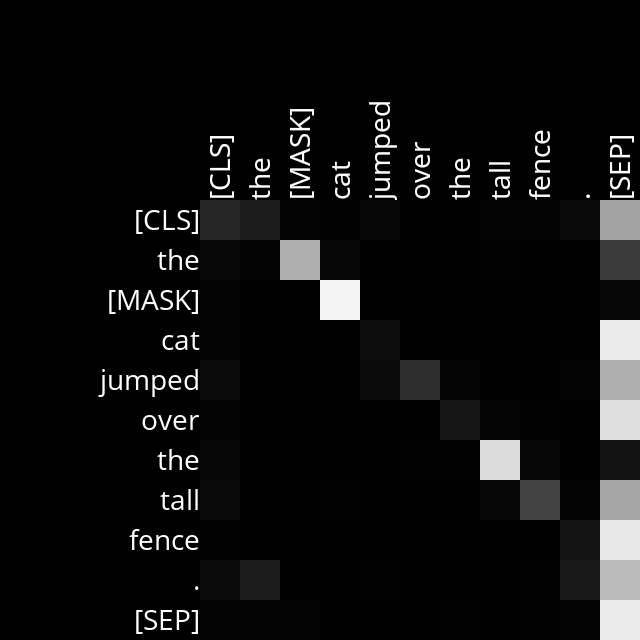 [CLS] the [MASK] cat jumped over the tall fence . [SEP]
[CLS]
the
[MASK]
cat
jumped
over
the
tall
fence
.
[SEP]